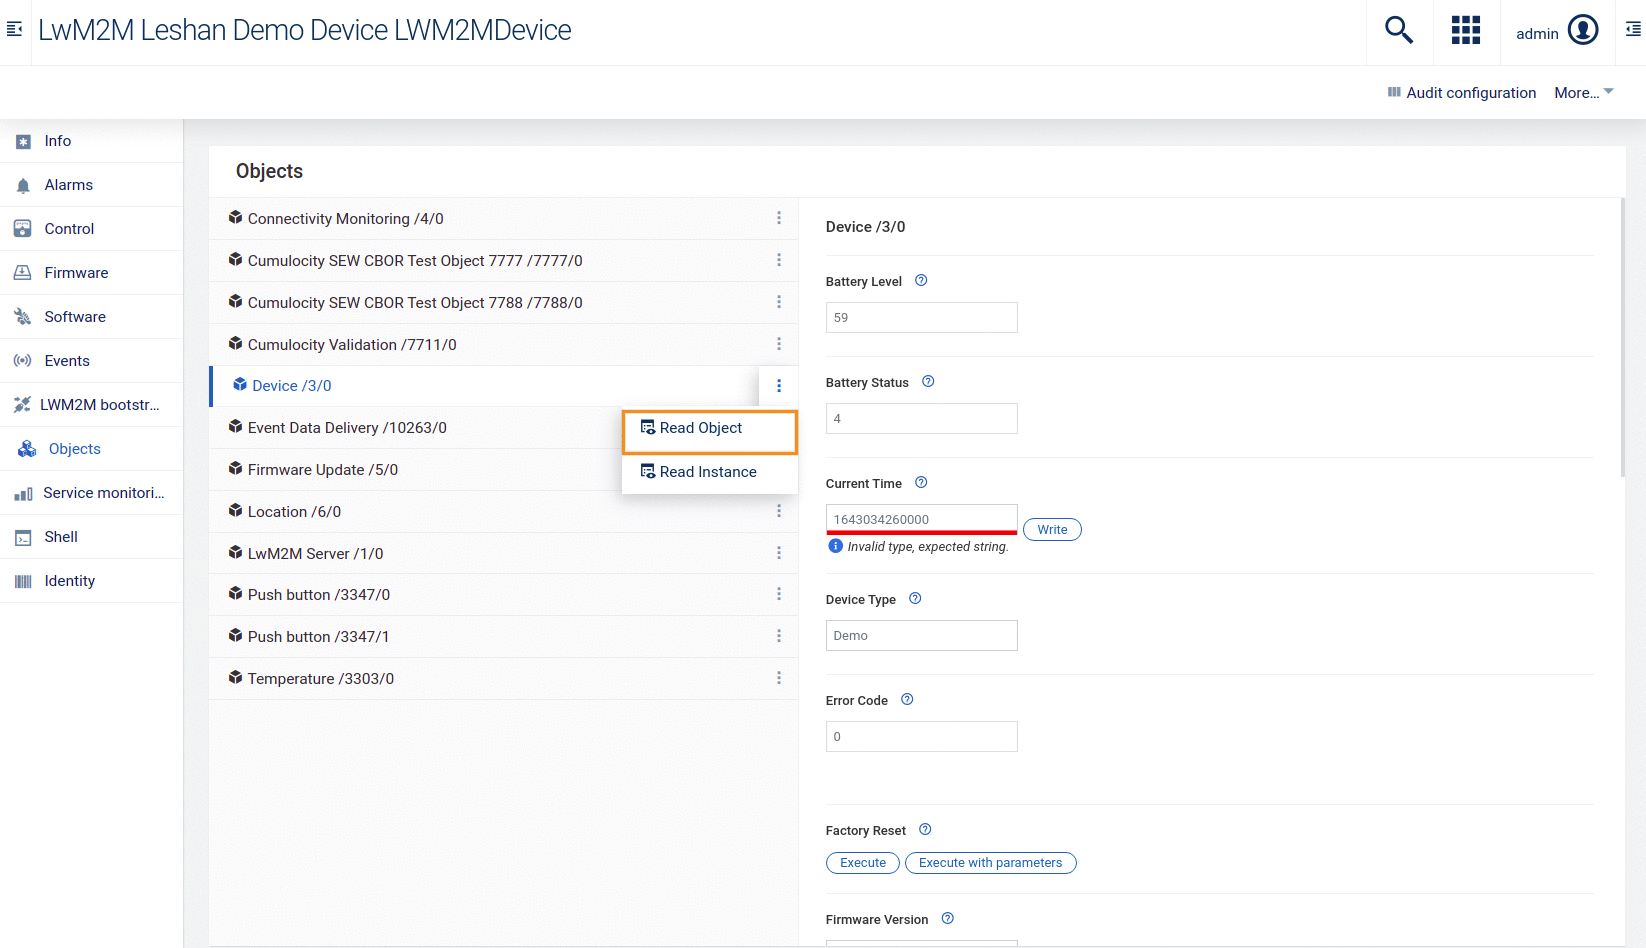 LwM2M Leshan Demo Device LWM2MDevice
admin
Audit configuration More...
Info
Alarms
Control
Firmware
Software
Events
LWM2M bootstr...
Objects
Service monitori...
Shell
Identity
Objects
Connectivity Monitoring /4/0
Cumulocity SEW CBOR Test Object 7777 /7777/0
Cumulocity SEW CBOR Test Object 7788 /7788/0
Cumulocity Validation /7711/0
Device /3/0
Event Data Delivery /10263/0
Firmware Update /5/0
Location /6/0
LwM2M Server /1/0
Push button /3347/0
Push button /3347/1
Temperature /3303/0
Read Object
Read Instance
Device /3/0
Battery Level
59
Battery Status
4
Current Time
1643034260000
Write
Invalid type, expected string.
Device Type
Demo
Error Code
0
Factory Reset
Execute Execute with parameters
Firmware Version